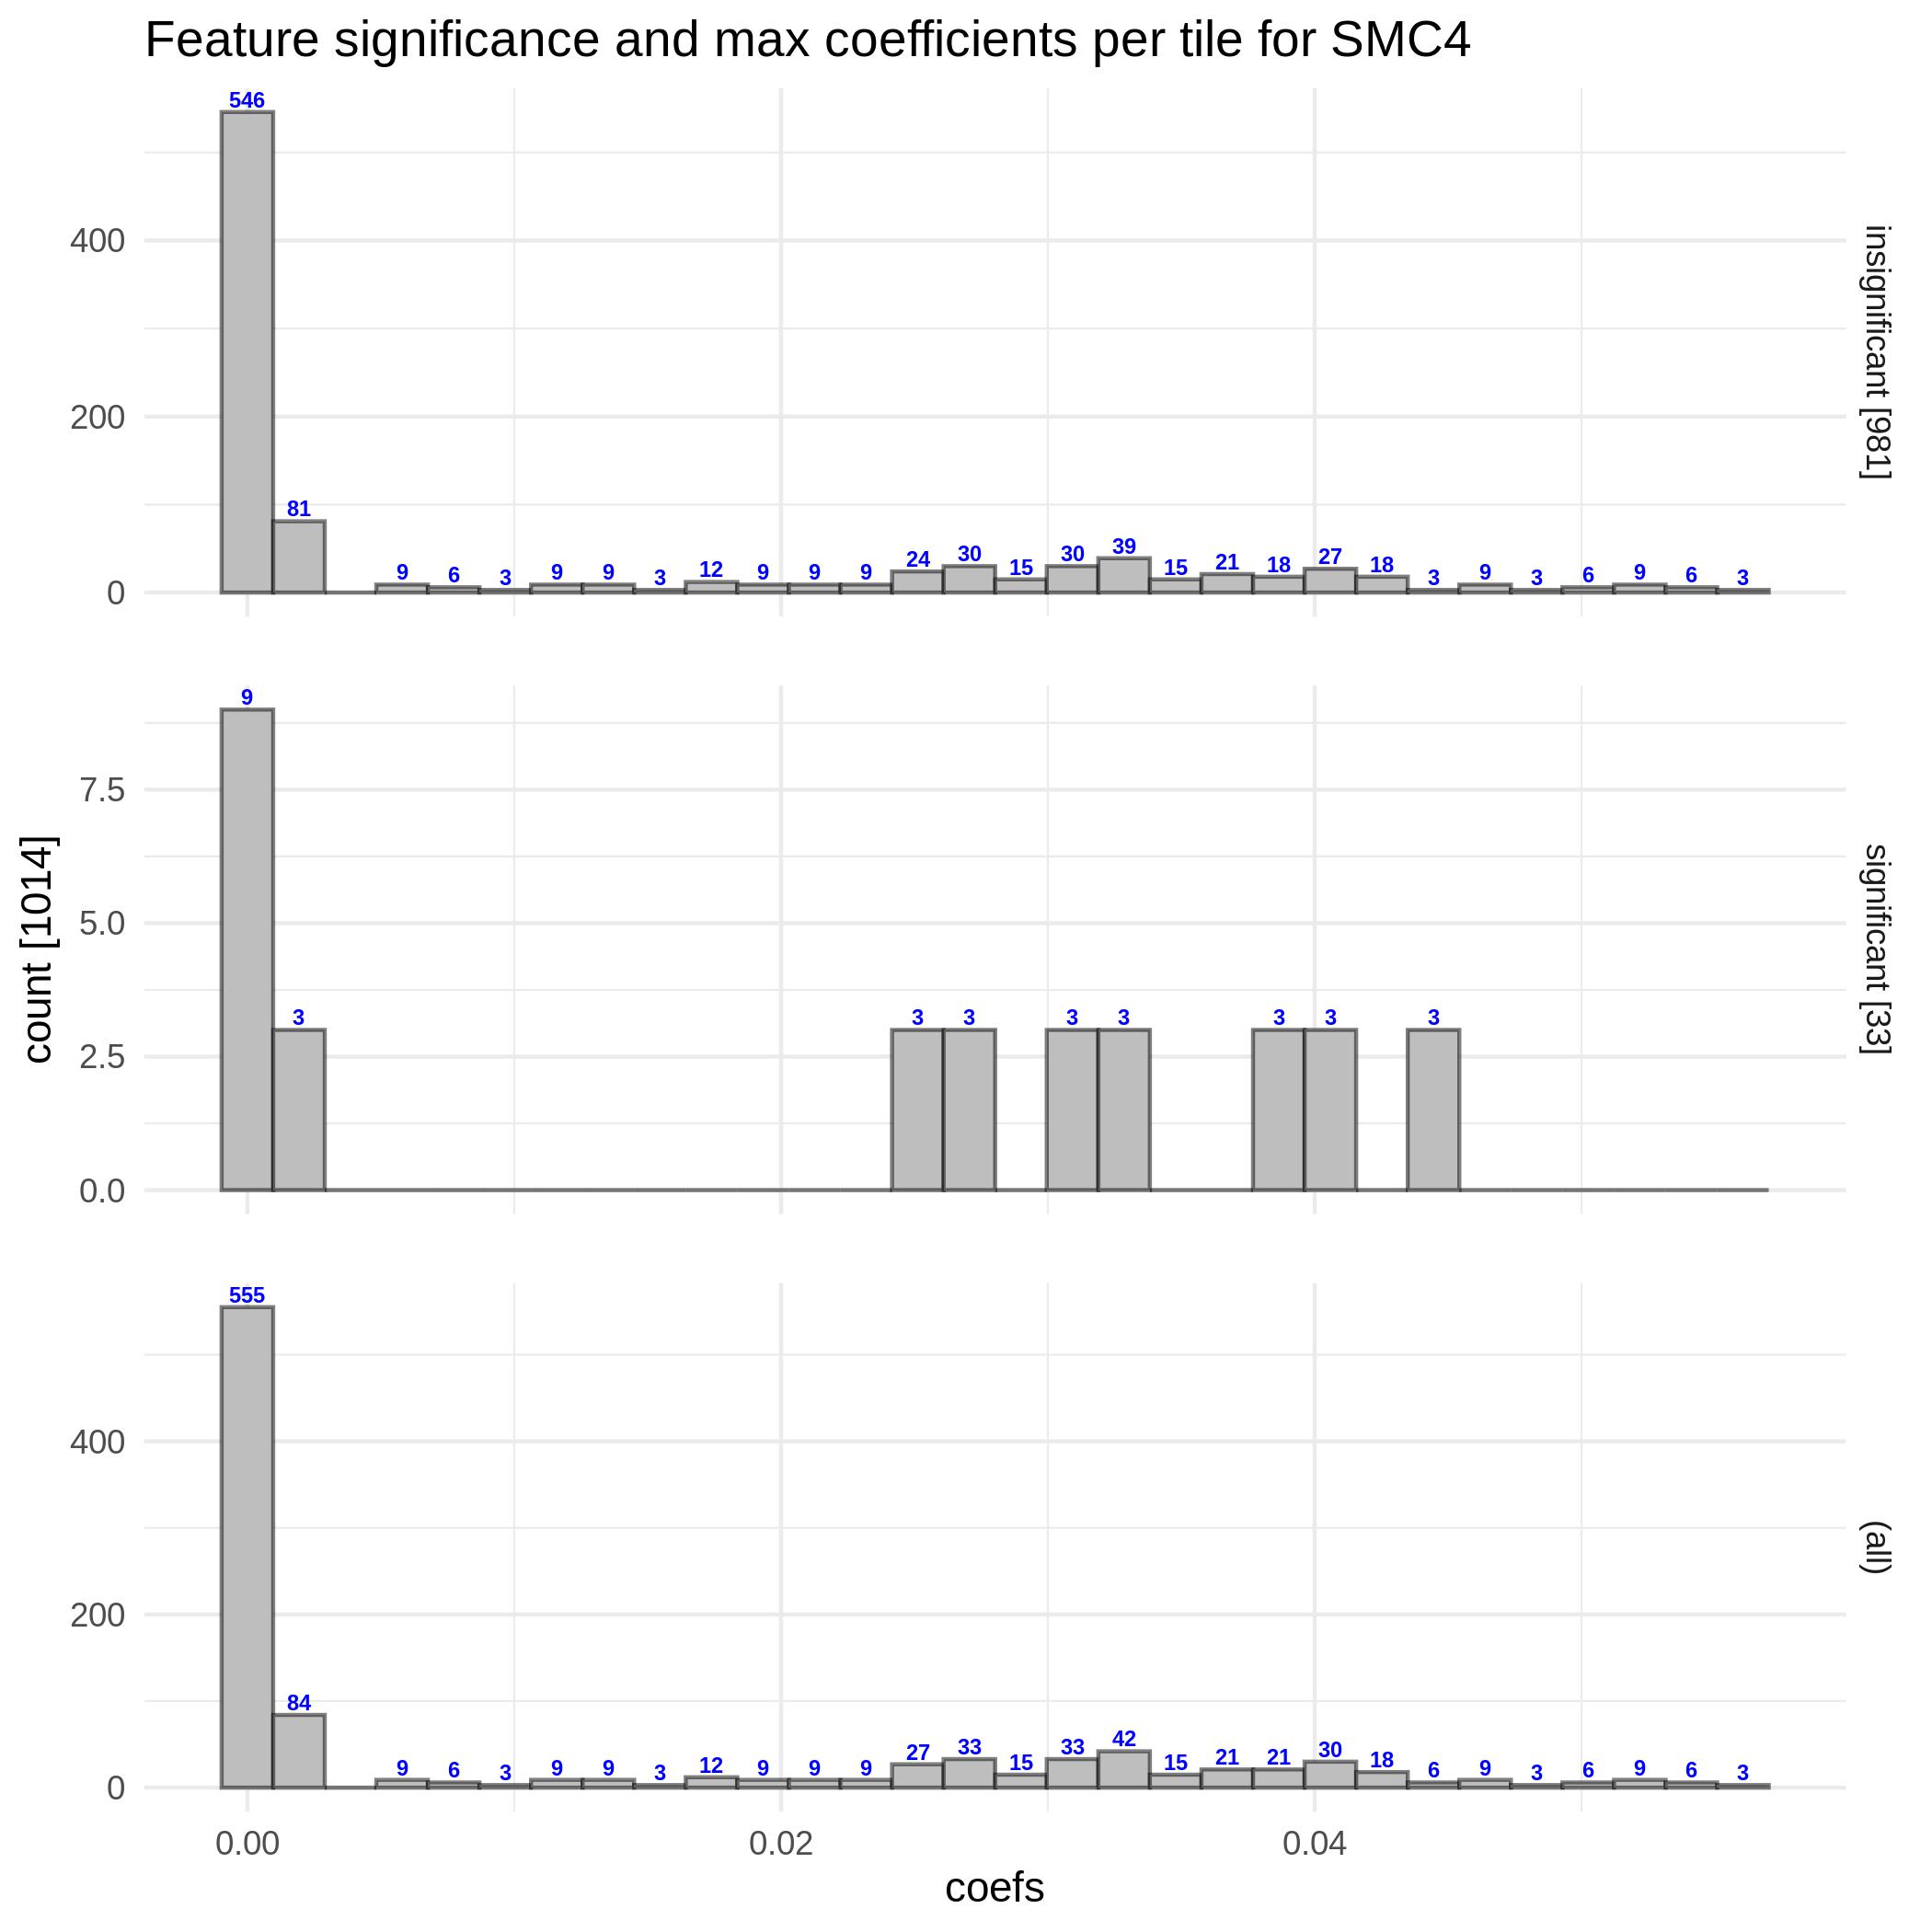 Feature significance and max coefficients per tile for SMC4
546
81
9 6 3 9 9 3 12 9 9 9 24 30 15 30 39 15 21 18 27 18 3 9 3 6 9 6 3
400
200
0
insignificant [981]
9
3
3 3 3 3 3 3 3
7.5
5.0
2.5
0.0
significant [33]
count [1014]
555
84
9 6 3 9 9 3 12 9 9 9 27 33 15 33 42 15 21 21 30 18 6 9 3 6 9 6 3
400
200
0
(all)
0.00 0.02 0.04
coefs